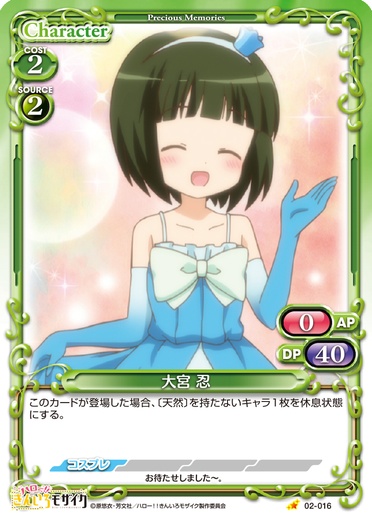 Precious Memories
Character
COST
2
SOURCE
2
0 AP
DP 40
大宮 忍
このカードが登場した場合、〔天然〕を持たないキャラ1枚を休息状態
にする。
コスプレ
お待たせしました〜。
ハロー!!
きんいろモザイク
©原悠衣・芳文社／ハロー!!きんいろモザイク製作委員会
02-016